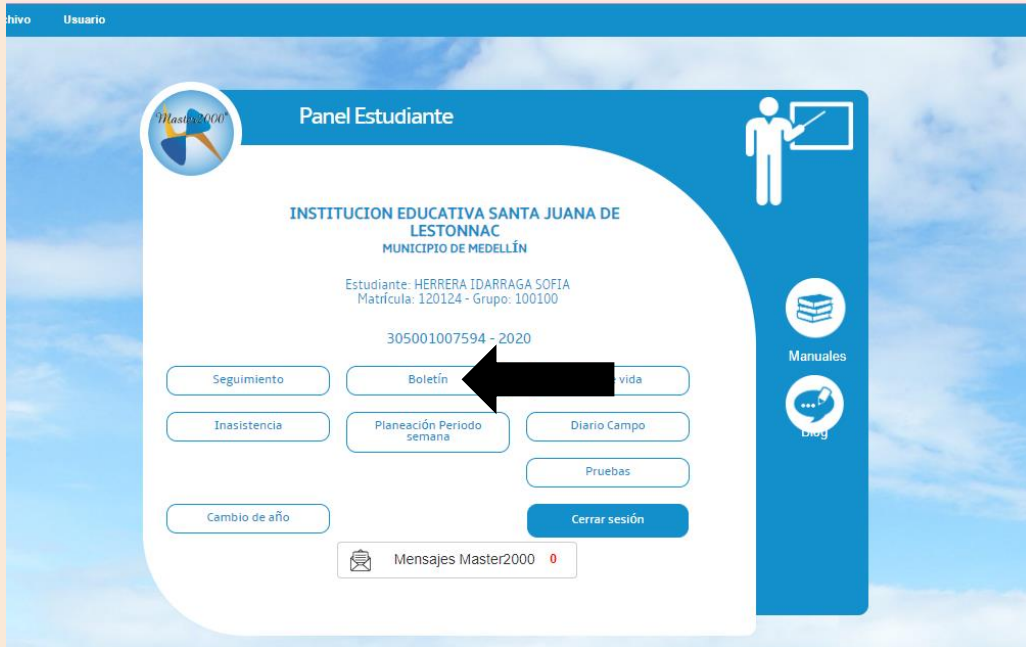 Usuario
Master2000
Panel Estudiante
INSTITUCION EDUCATIVA SANTA JUANA DE
LESTONNAC
MUNICIPIO DE MEDELLÍN
Estudiante: HERRERA IDARRAGA SOFIA
Matrícula: 120124 - Grupo: 100100
305001007594 - 2020
Manuales
Seguimiento
Boletín
vida
Inasistencia
Planeación Periodo
semana
Diario Campo
Blog
Pruebas
Cambio de año
Cerrar sesión
Mensajes Master2000 0